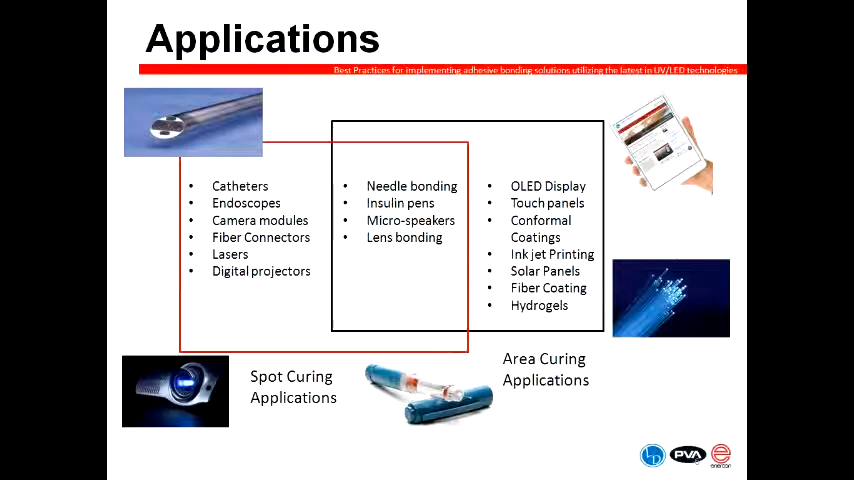 Applications
Best Practices for implementing adhesive bonding solutions utilizing the latest in UV/LED technologies
• Catheters
• Endoscopes
• Camera modules
• Fiber Connectors
• Lasers
• Digital projectors
• Needle bonding
• Insulin pens
• Micro-speakers
• Lens bonding
• OLED Display
• Touch panels
• Conformal
Coatings
• Ink jet Printing
• Solar Panels
• Fiber Coating
• Hydrogels
Spot Curing
Applications
Area Curing
Applications
LD
PVA
e
enercon